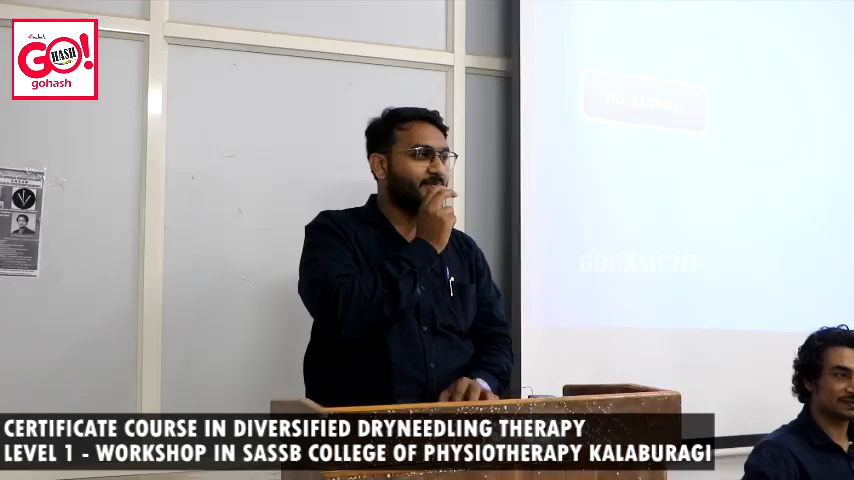 GO!
HASH
gohash
NO SIGNAL
GOHASH.IN
CERTIFICATE COURSE IN DIVERSIFIED DRYNEEDLING THERAPY
LEVEL 1 - WORKSHOP IN SASSB COLLEGE OF PHYSIOTHERAPY KALABURAGI